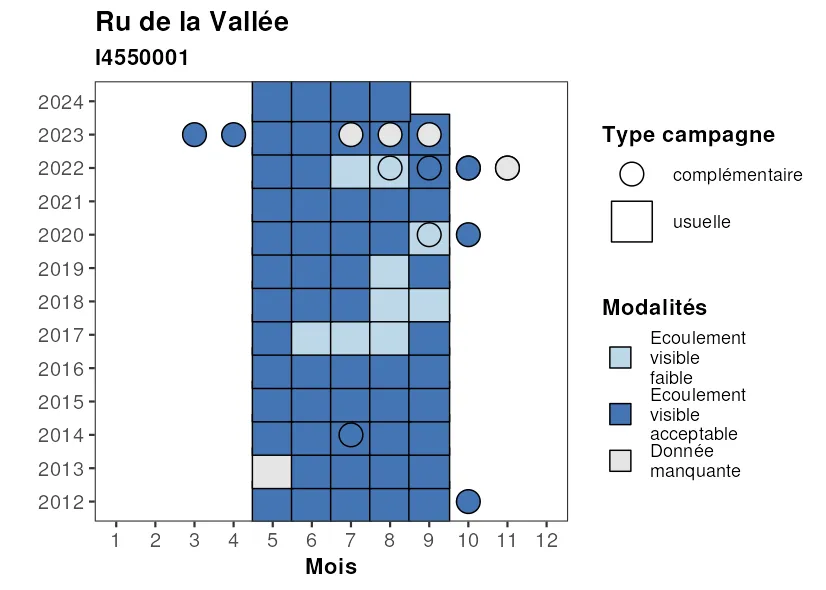 Ru de la Vallée
I4550001
2024
2023
2022
2021
2020
2019
2018
2017
2016
2015
2014
2013
2012
1 2 3 4 5 6 7 8 9 10 11 12
Mois
Type campagne
complémentaire
usuelle
Modalités
Ecoulement
visible
faible
Ecoulement
visible
acceptable
Donnée
manquante